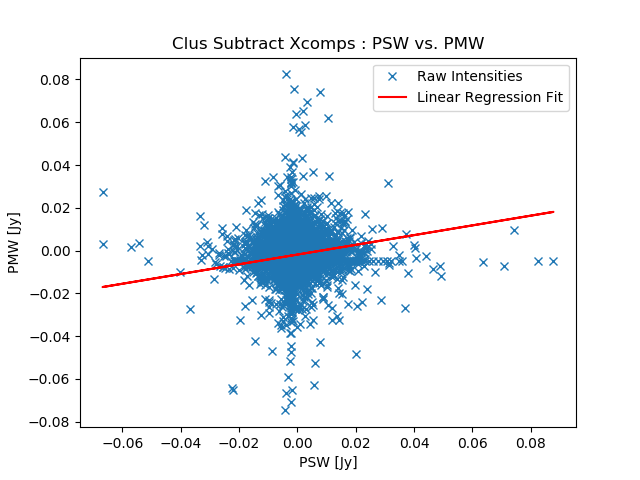 Clus Subtract Xcomps : PSW vs. PMW
Raw Intensities
Linear Regression Fit
PMW [Jy]
0.08
0.06
0.04
0.02
0.00
−0.02
−0.04
−0.06
−0.08
−0.06 −0.04 −0.02 0.00 0.02 0.04 0.06 0.08
PSW [Jy]